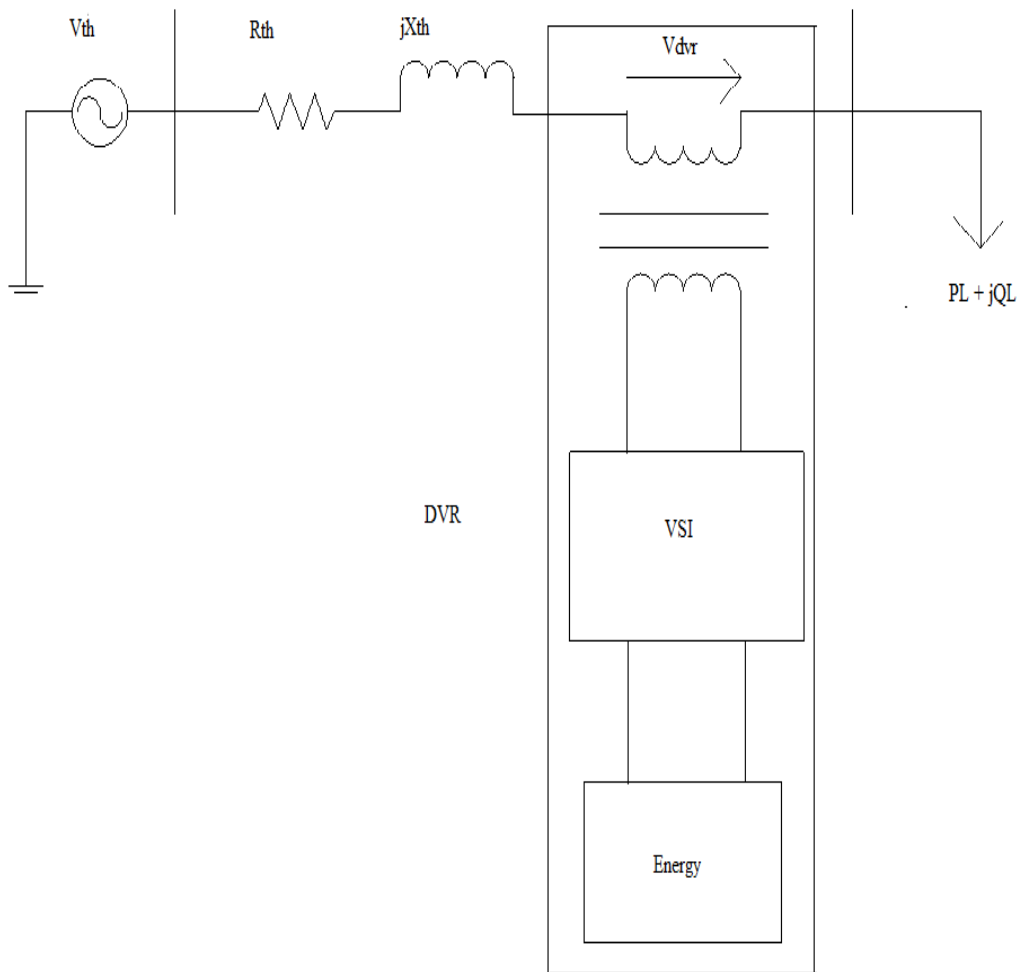 Vth
Rth
jXth
Vdvr
PL + jQL
DVR
VSI
Energy